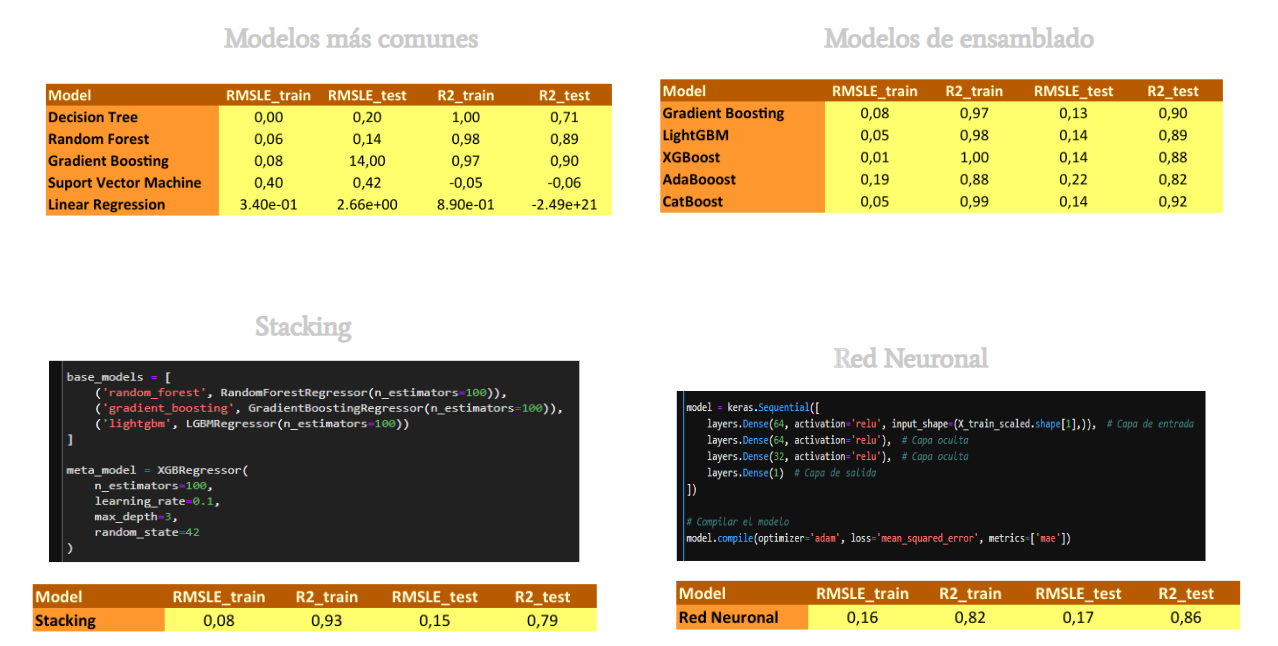 Modelos más comunes
Model RMSLE_train RMSLE_test R2_train R2_test
Decision Tree 0,00 0,20 1,00 0,71
Random Forest 0,06 0,14 0,98 0,89
Gradient Boosting 0,08 14,00 0,97 0,90
Suport Vector Machine 0,40 0,42 -0,05 -0,06
Linear Regression 3.40e-01 2.66e+00 8.90e-01 -2.49e+21
Modelos de ensamblado
Model RMSLE_train R2_train RMSLE_test R2_test
Gradient Boosting 0,08 0,97 0,13 0,90
LightGBM 0,05 0,98 0,14 0,89
XGBoost 0,01 1,00 0,14 0,88
AdaBooost 0,19 0,88 0,22 0,82
CatBoost 0,05 0,99 0,14 0,92
Stacking
base_models = [
('random_forest', RandomForestRegressor(n_estimators=100)),
('gradient_boosting', GradientBoostingRegressor(n_estimators=100)),
('lightgbm', LGBMRegressor(n_estimators=100))
]
meta_model = XGBRegressor(
n_estimators=100,
learning_rate=0.1,
max_depth=3,
random_state=42
)
Model RMSLE_train R2_train RMSLE_test R2_test
Stacking 0,08 0,93 0,15 0,79
Red Neuronal
model = keras.Sequential([
layers.Dense(64, activation='relu', input_shape=(X_train_scaled.shape[1],)), # Capa de entrada
layers.Dense(64, activation='relu'), # Capa oculta
layers.Dense(32, activation='relu'), # Capa oculta
layers.Dense(1) # Capa de salida
])
# Compilar el modelo
model.compile(optimizer='adam', loss='mean_squared_error', metrics=['mae'])
Model RMSLE_train R2_train RMSLE_test R2_test
Red Neuronal 0,16 0,82 0,17 0,86